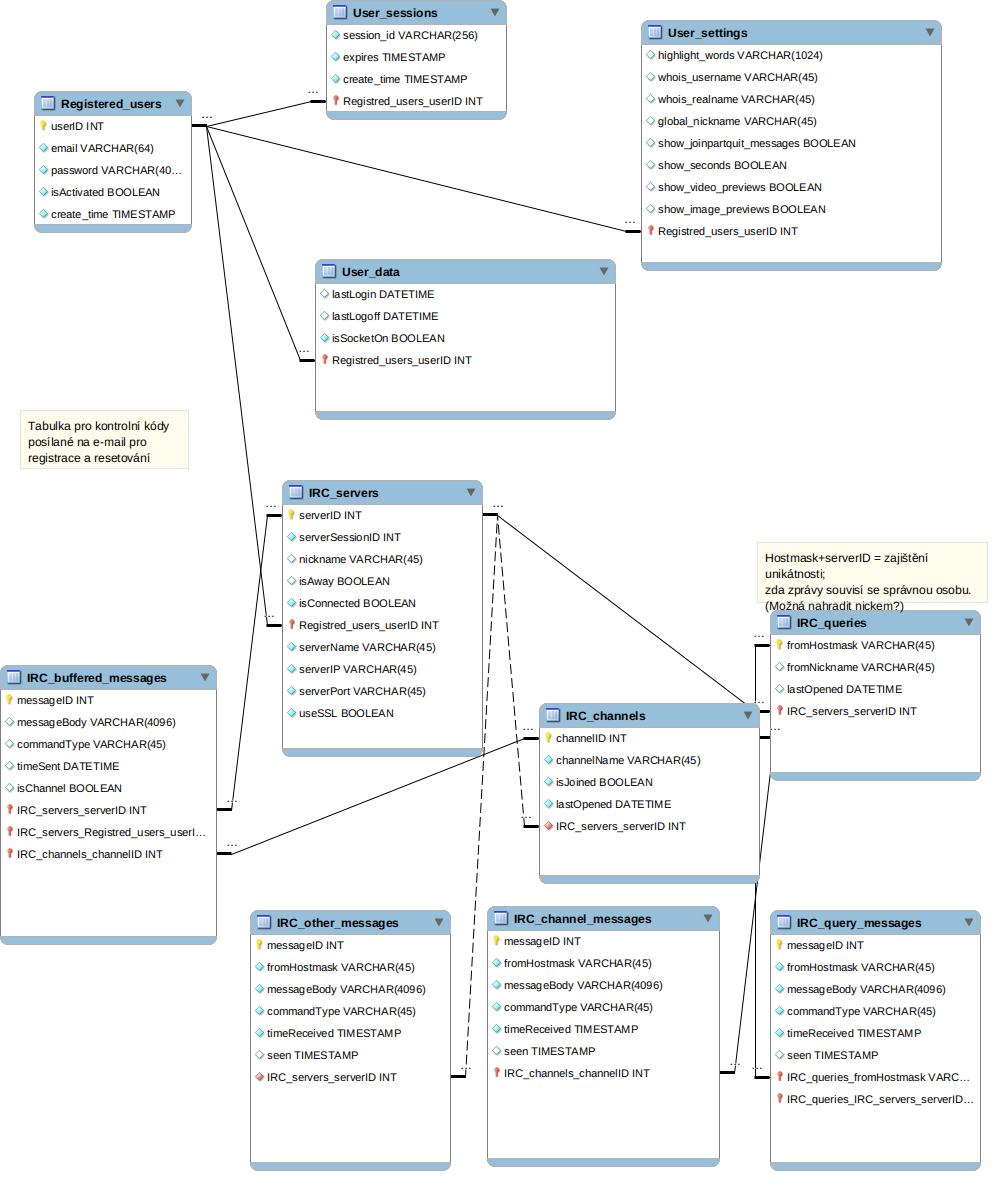 User_sessions
session_id VARCHAR(256)
expires TIMESTAMP
create_time TIMESTAMP
Registred_users_userID INT
User_settings
highlight_words VARCHAR(1024)
whois_username VARCHAR(45)
whois_realname VARCHAR(45)
global_nickname VARCHAR(45)
show_joinpartquit_messages BOOLEAN
show_seconds BOOLEAN
show_video_previews BOOLEAN
show_image_previews BOOLEAN
Registred_users_userID INT
Registered_users
userID INT
email VARCHAR(64)
password VARCHAR(40...
isActivated BOOLEAN
create_time TIMESTAMP
...
...
...
...
User_data
lastLogin DATETIME
lastLogoff DATETIME
isSocketOn BOOLEAN
Registred_users_userID INT
Tabulka pro kontrolní kódy
posílané na e-mail pro
registrace a resetování
IRC_servers
serverID INT
serverSessionID INT
nickname VARCHAR(45)
isAway BOOLEAN
isConnected BOOLEAN
Registred_users_userID INT
serverName VARCHAR(45)
serverIP VARCHAR(45)
serverPort VARCHAR(45)
useSSL BOOLEAN
...
...
...
Hostmask+serverID = zajištění
unikátnosti;
zda zprávy souvisí se správnou osobu.
(Možná nahradit nickem?)
IRC_queries
fromHostmask VARCHAR(45)
fromNickname VARCHAR(45)
lastOpened DATETIME
IRC_servers_serverID INT
...
...
...
IRC_buffered_messages
messageID INT
messageBody VARCHAR(4096)
commandType VARCHAR(45)
timeSent DATETIME
isChannel BOOLEAN
IRC_servers_serverID INT
IRC_servers_Registred_users_userI...
IRC_channels_channelID INT
...
...
IRC_channels
channelID INT
channelName VARCHAR(45)
isJoined BOOLEAN
lastOpened DATETIME
IRC_servers_serverID INT
...
...
IRC_other_messages
messageID INT
fromHostmask VARCHAR(45)
messageBody VARCHAR(4096)
commandType VARCHAR(45)
timeReceived TIMESTAMP
seen TIMESTAMP
IRC_servers_serverID INT
...
IRC_channel_messages
messageID INT
fromHostmask VARCHAR(45)
messageBody VARCHAR(4096)
commandType VARCHAR(45)
timeReceived TIMESTAMP
seen TIMESTAMP
IRC_channels_channelID INT
...
...
IRC_query_messages
messageID INT
fromHostmask VARCHAR(45)
messageBody VARCHAR(4096)
commandType VARCHAR(45)
timeReceived TIMESTAMP
seen TIMESTAMP
IRC_queries_fromHostmask VARC...
IRC_queries_IRC_servers_serverID...